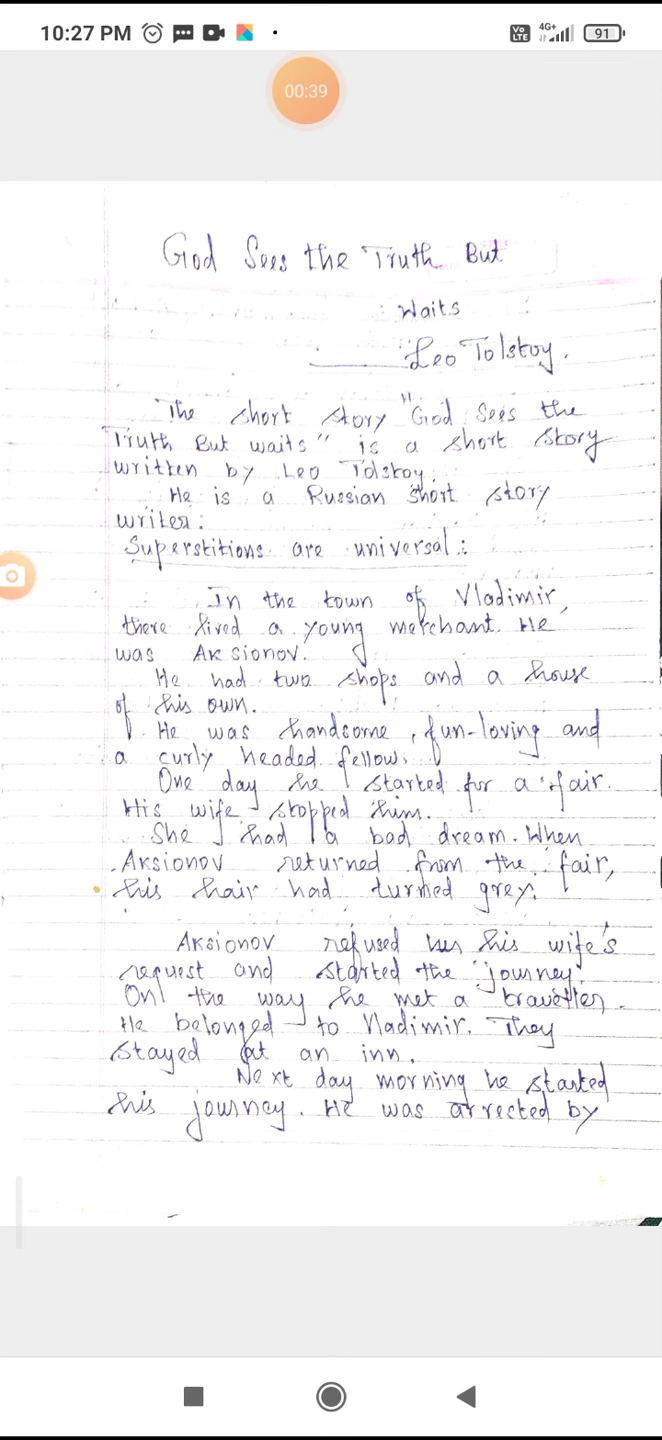 10:27 PM
Vo LTE 4G+ 91
00:39
God Sees the Truth But
Waits
Leo Tolstoy.
The short story "God Sees the
Truth But waits" is a short story
written by Leo Tolstoy.
He is a Russian short story
writer.
Superstitions are universal:
In the town of Vladimir,
there lived a young merchant. He
was Aksionov.
He had two shops and a house
of his own.
He was handsome, fun-loving and
a curly headed fellow.
One day he started for a fair.
His wife stopped him.
She had a bad dream. When
Aksionov returned from the fair,
his hair had turned grey.
Aksionov refused his wife's
request and started the journey.
On the way he met a traveller.
He belonged to Vladimir. They
stayed at an inn.
Next day morning he started
his journey. He was arrected by